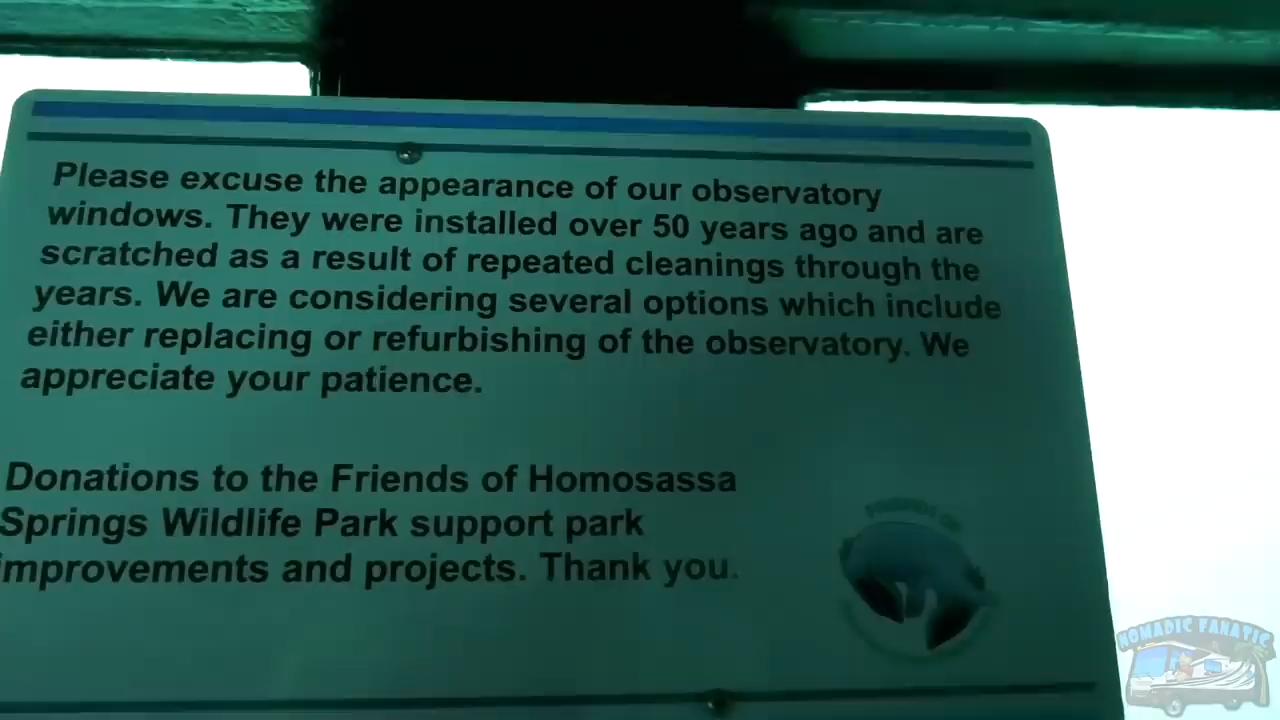 Please excuse the appearance of our observatory
windows. They were installed over 50 years ago and are
scratched as a result of repeated cleanings through the
years. We are considering several options which include
either replacing or refurbishing of the observatory. We
appreciate your patience.
Donations to the Friends of Homosassa
Springs Wildlife Park support park
improvements and projects. Thank you.
FRIENDS OF
NOMADIC FANATIC